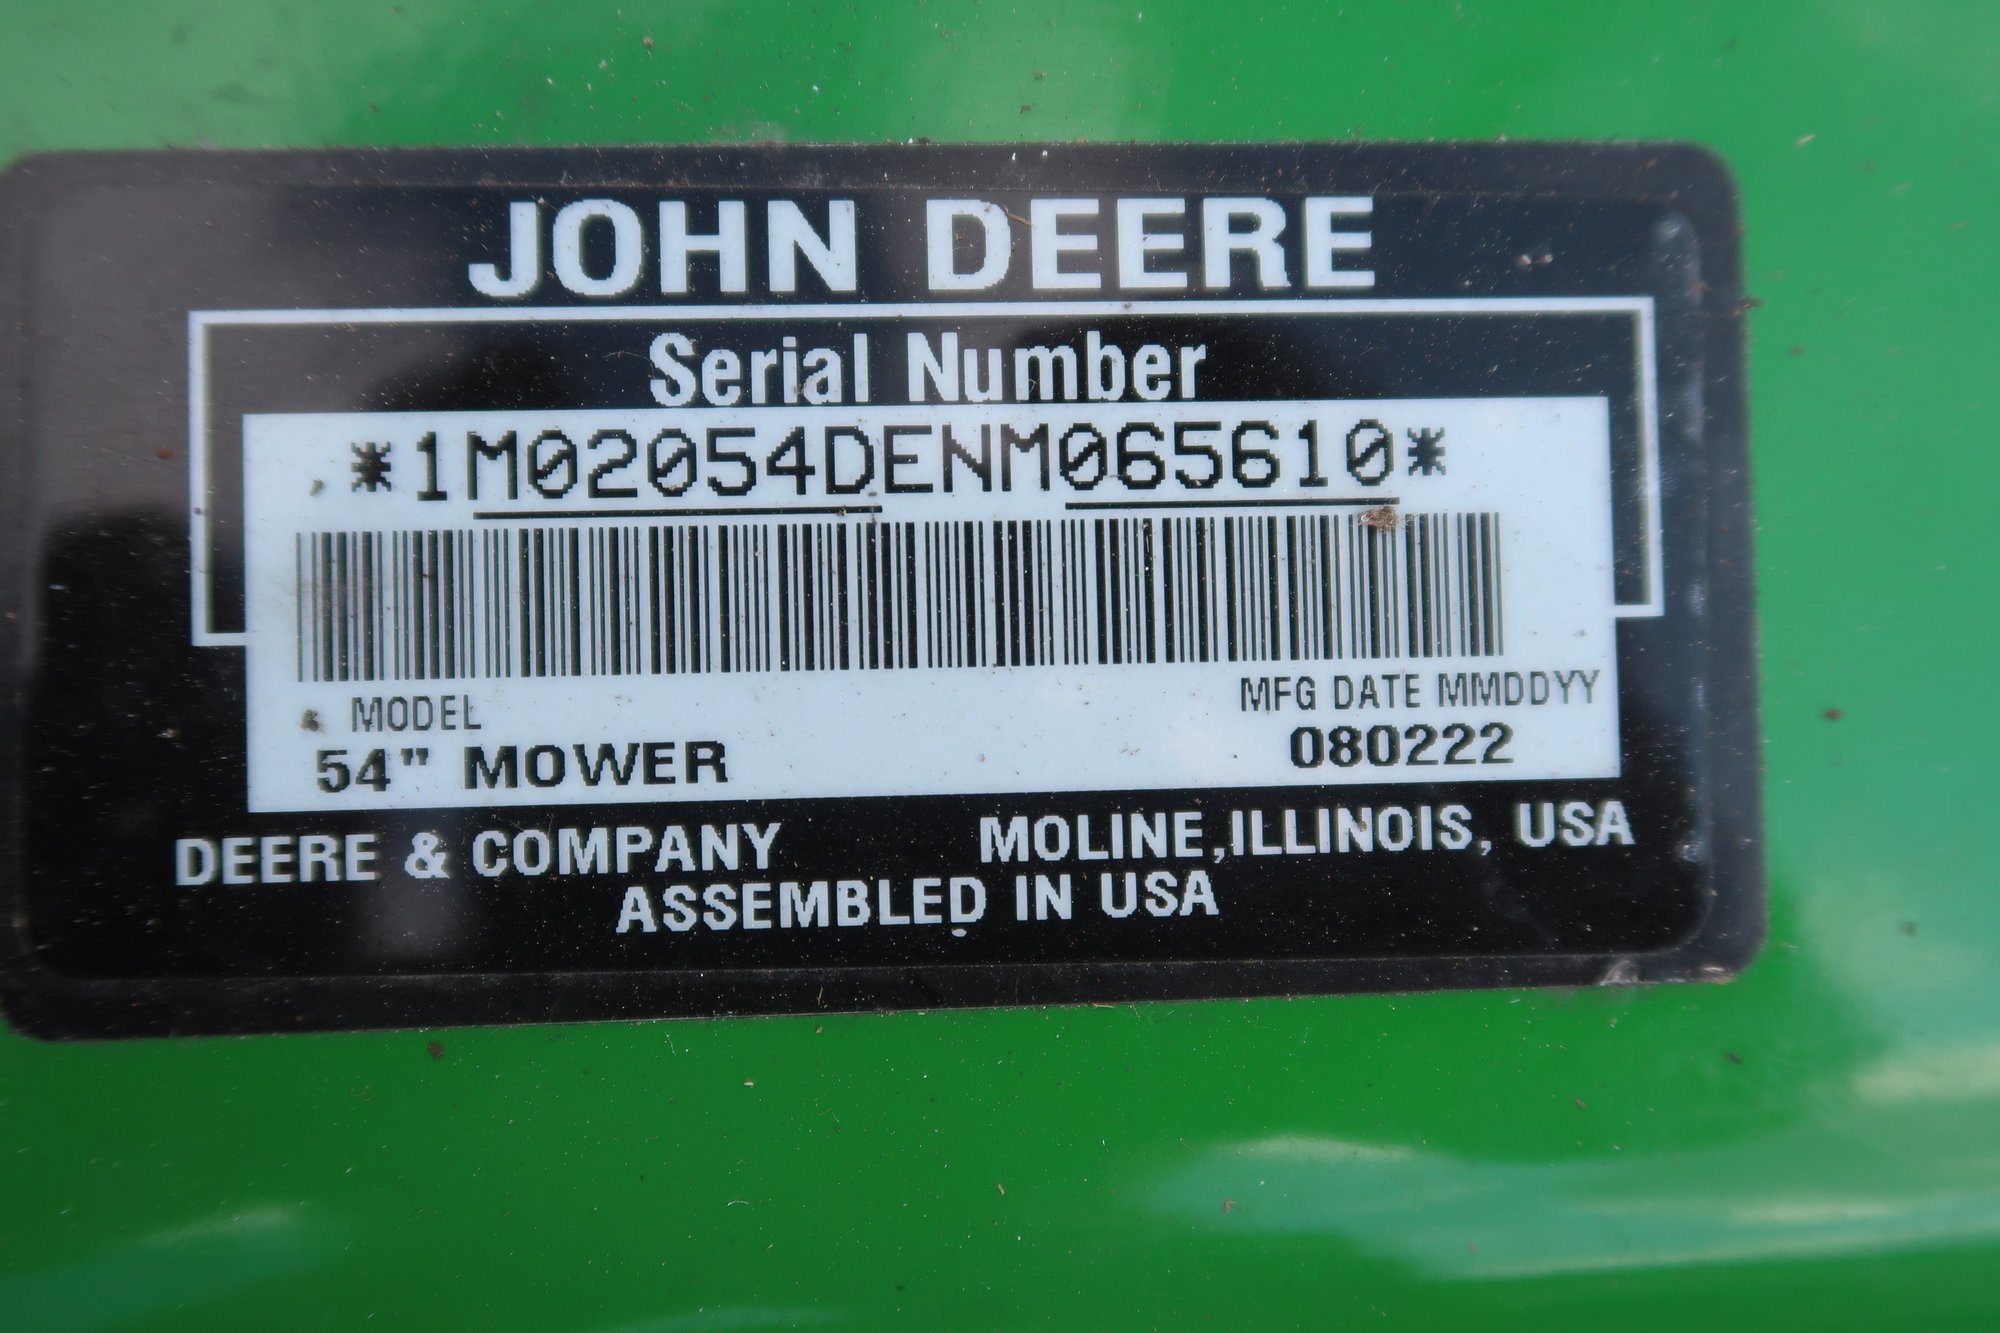 JOHN DEERE
Serial Number
*1M02054DENM065610*
MODEL
54" MOWER
MFG DATE MMDDYY
080222
DEERE & COMPANY MOLINE,ILLINOIS, USA
ASSEMBLED IN USA